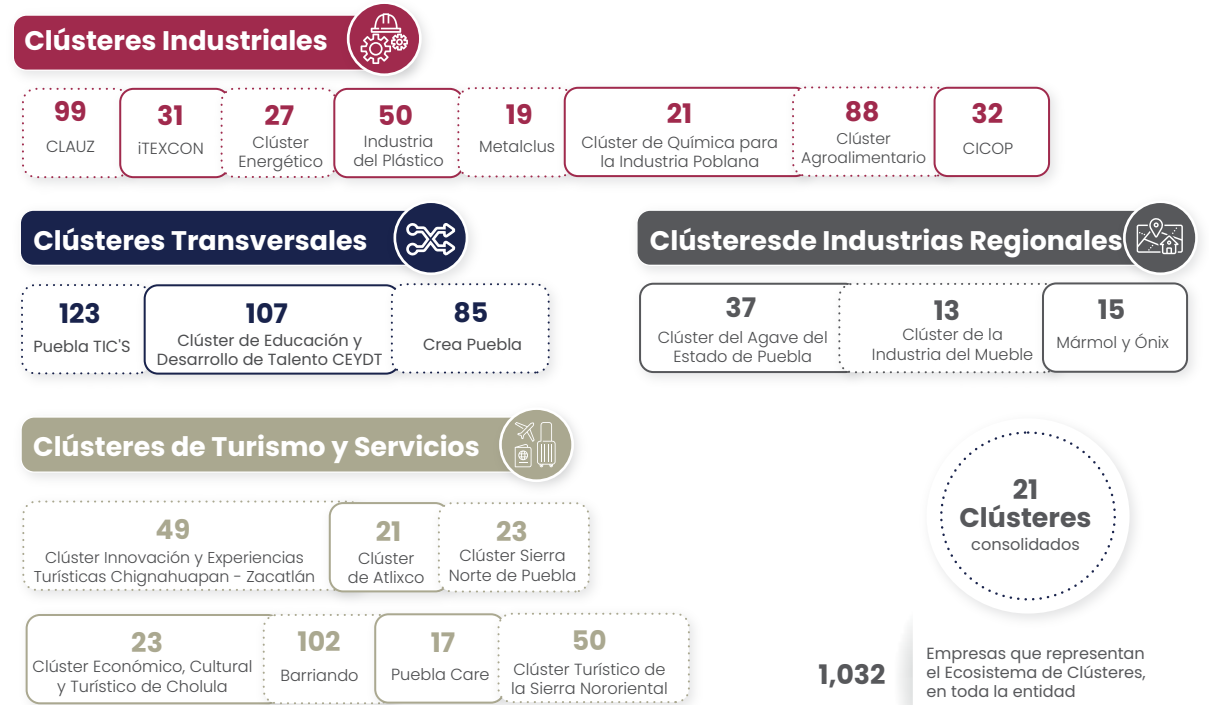 Clústeres Industriales
99
CLAUZ
31
iTEXCON
27
Clúster
Energético
50
Industria
del Plástico
19
Metalclus
21
Clúster de Química para
la Industria Poblana
88
Clúster
Agroalimentario
32
CICOP
Clústeres Transversales
123
Puebla TIC'S
107
Clúster de Educación y
Desarrollo de Talento CEYDT
85
Crea Puebla
Clústeresde Industrias Regionales
37
Clúster del Agave del
Estado de Puebla
13
Clúster de la
Industria del Mueble
15
Mármol y Ónix
Clústeres de Turismo y Servicios
49
Clúster Innovación y Experiencias
Turísticas Chignahuapan - Zacatlán
21
Clúster
de Atlixco
23
Clúster Sierra
Norte de Puebla
23
Clúster Económico, Cultural
y Turístico de Cholula
102
Barriando
17
Puebla Care
50
Clúster Turístico de
la Sierra Nororiental
21
Clústeres
consolidados
1,032
Empresas que representan
el Ecosistema de Clústeres,
en toda la entidad